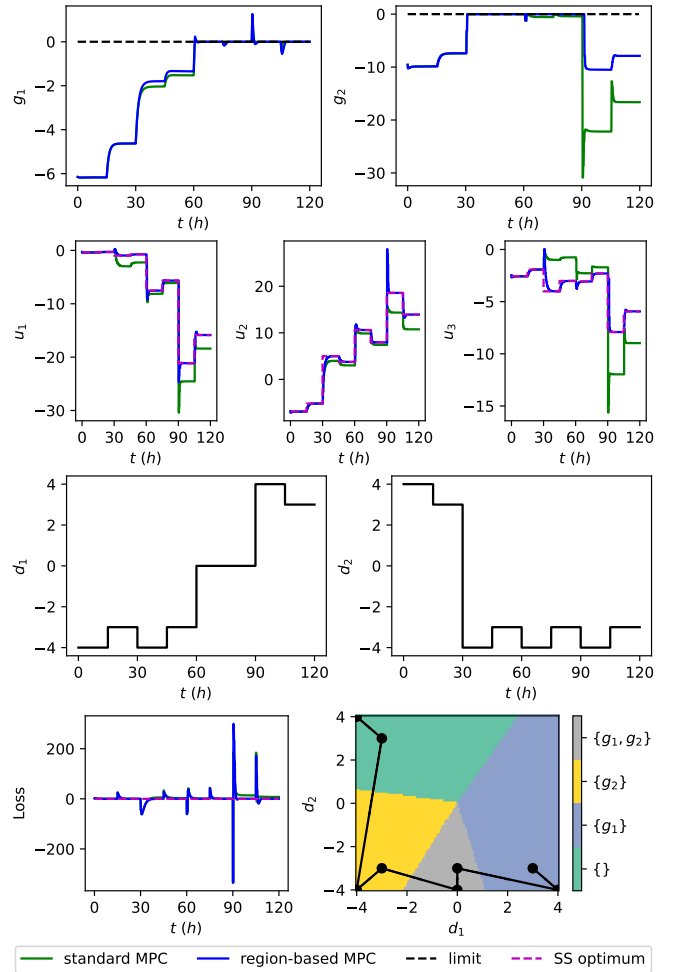 0
−2
−4
−6
g1
0 30 60 90 120
t (h)
0
−10
−20
−30
g2
0 30 60 90 120
t (h)
0
−10
−20
−30
u1
0 30 60 90 120
t (h)
20
10
0
u2
0 30 60 90 120
t (h)
0
−5
−10
−15
u3
0 30 60 90 120
t (h)
4
2
0
−2
−4
d1
0 30 60 90 120
t (h)
4
2
0
−2
−4
d2
0 30 60 90 120
t (h)
200
0
−200
Loss
0 30 60 90 120
t (h)
4
2
0
−2
−4
d2
−4 −2 0 2 4
d1
{g1, g2}
{g2}
{g1}
{}
standard MPC region-based MPC limit SS optimum